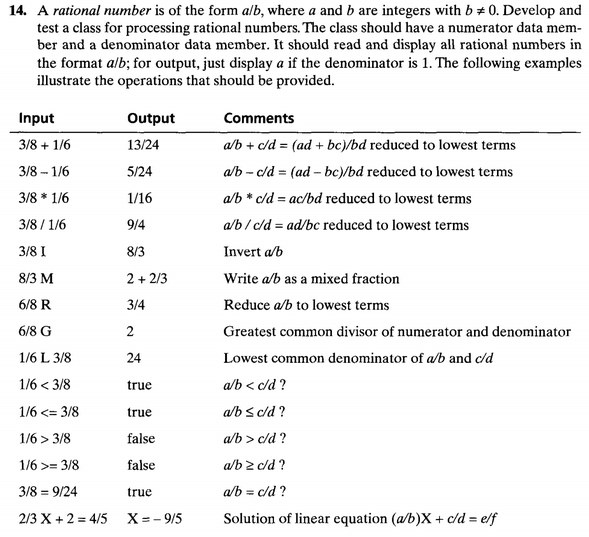 14. A rational number is of the form a/b, where a and b are integers with b ≠ 0. Develop and
test a class for processing rational numbers. The class should have a numerator data mem-
ber and a denominator data member. It should read and display all rational numbers in
the format a/b; for output, just display a if the denominator is 1. The following examples
illustrate the operations that should be provided.
Input Output Comments
3/8 + 1/6 13/24 a/b + c/d = (ad + bc)/bd reduced to lowest terms
3/8 – 1/6 5/24 a/b – c/d = (ad – bc)/bd reduced to lowest terms
3/8 * 1/6 1/16 a/b * c/d = ac/bd reduced to lowest terms
3/8 / 1/6 9/4 a/b / c/d = ad/bc reduced to lowest terms
3/8 I 8/3 Invert a/b
8/3 M 2 + 2/3 Write a/b as a mixed fraction
6/8 R 3/4 Reduce a/b to lowest terms
6/8 G 2 Greatest common divisor of numerator and denominator
1/6 L 3/8 24 Lowest common denominator of a/b and c/d
1/6 < 3/8 true a/b < c/d ?
1/6 <= 3/8 true a/b ≤ c/d ?
1/6 > 3/8 false a/b > c/d ?
1/6 >= 3/8 false a/b ≥ c/d ?
3/8 = 9/24 true a/b = c/d ?
2/3 X + 2 = 4/5 X = – 9/5 Solution of linear equation (a/b)X + c/d = e/f